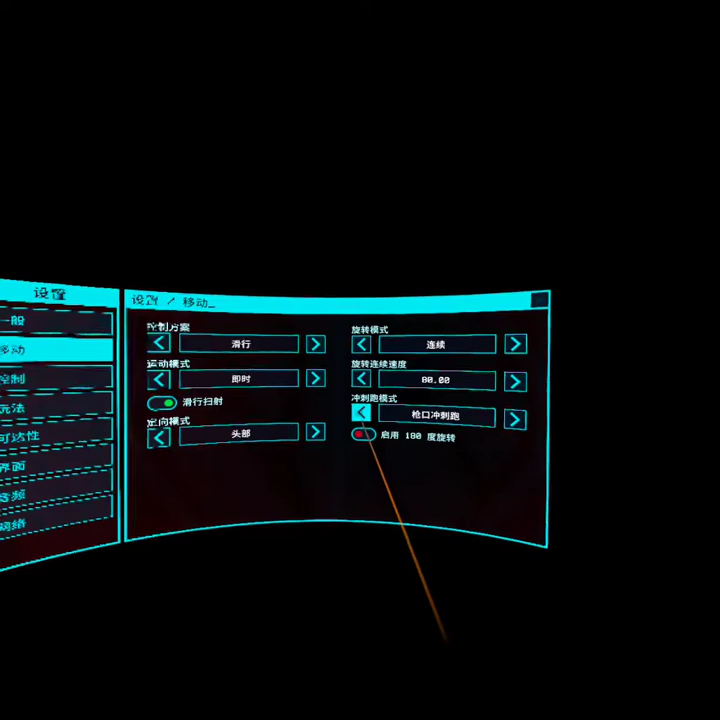 设置
一般
移动
控制
玩法
可达性
界面
音频
网络
设置 / 移动_
控制方案
滑行
运动模式
即时
滑行扫射
定向模式
头部
旋转模式
连续
旋转连续速度
80.00
冲刺跑模式
枪口冲刺跑
启用 180 度旋转